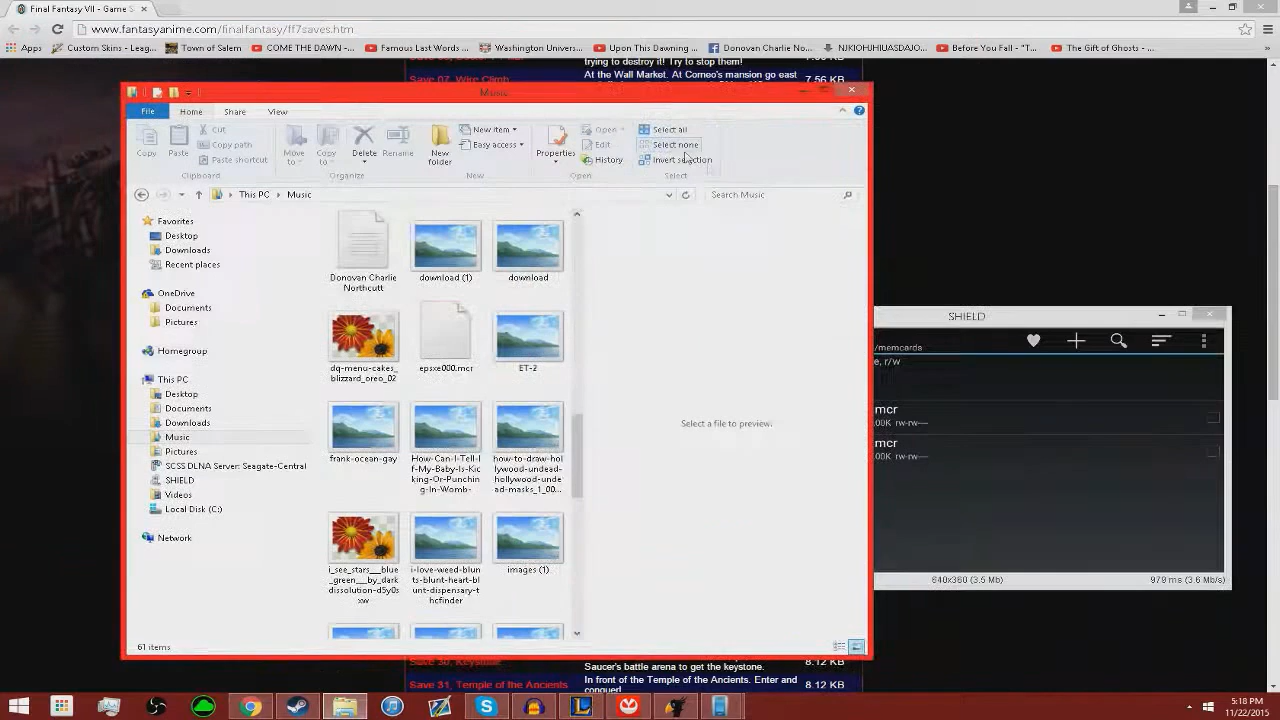 Final Fantasy VII - Game S
www.fantasyanime.com/finalfantasy/ff7saves.htm
Apps
Custom Skins - Leag...
Town of Salem
COME THE DAWN -...
Famous Last Words ...
Washington Univer...
Upon This Dawning ...
Donovan Charlie No...
NJKIOHJHIUASDAJO...
Before You Fall - "T...
The Gift of Ghosts -...
trying to destroy it! Try to stop them!
Save 07, Wire Climb
At the Wall Market. At Corneo's mansion go east
7.56 KB
Music
File
Home
Share
View
Copy
Paste
Cut
Copy path
Paste shortcut
Clipboard
Move to
Copy to
Delete
Rename
Organize
New folder
New item
Easy access
New
Properties
Open
Edit
History
Open
Select all
Select none
Invert selection
Select
This PC
Music
Search Music
Favorites
Desktop
Downloads
Recent places
OneDrive
Documents
Pictures
Homegroup
This PC
Desktop
Documents
Downloads
Music
Pictures
SCSS DLNA Server: Seagate-Central
SHIELD
Videos
Local Disk (C:)
Network
Donovan Charlie Northcutt
download (1)
download
dq-menu-cakes_blizzard_oreo_02
epsxe000.mcr
ET-2
frank-ocean-gay
How-Can-I-Tell-If-My-Baby-Is-Kicking-Or-Punching-In-Womb-
how-to-draw-hollywood-undead-hollywood-undead-masks_1_00...
i_see_stars__blue_green__by_darkdissolution-d5y0sxw
i-love-weed-blunts-blunt-heart-blunt-dispensary-thcfinder
images (1)
Select a file to preview.
61 items
SHIELD
/memcards
e, r/w
mcr
00K rw-rw—
mcr
00K rw-rw—
640x360 (3.5 Mb)
970 ms (3.6 Mb/s)
Save 30, Keystone
Saucer's battle arena to get the keystone.
8.12 KB
Save 31, Temple of the Ancients
In front of the Temple of the Ancients. Enter and
conquer!
8.12 KB
5:18 PM
11/22/2015